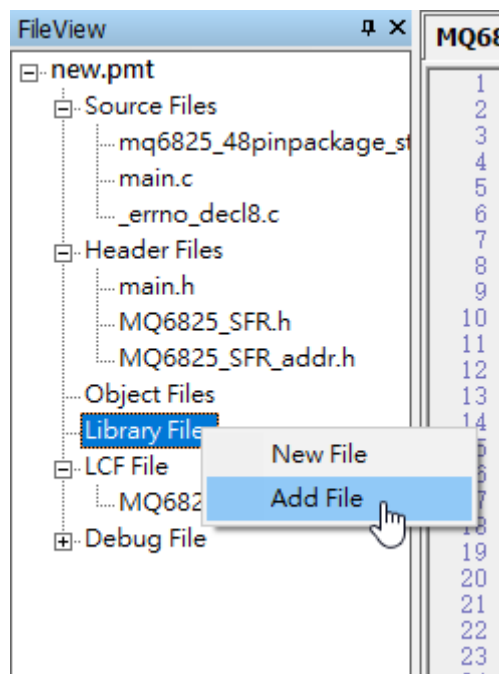 FileView
new.pmt
Source Files
mq6825_48pinpackage_st
main.c
_errno_decl8.c
Header Files
main.h
MQ6825_SFR.h
MQ6825_SFR_addr.h
Object Files
Library File
New File
LCF File
Add File
MQ682
Debug File
MQ68
1
2
3
4
5
6
7
8
9
10
11
12
13
14
18
19
20
21
22
23